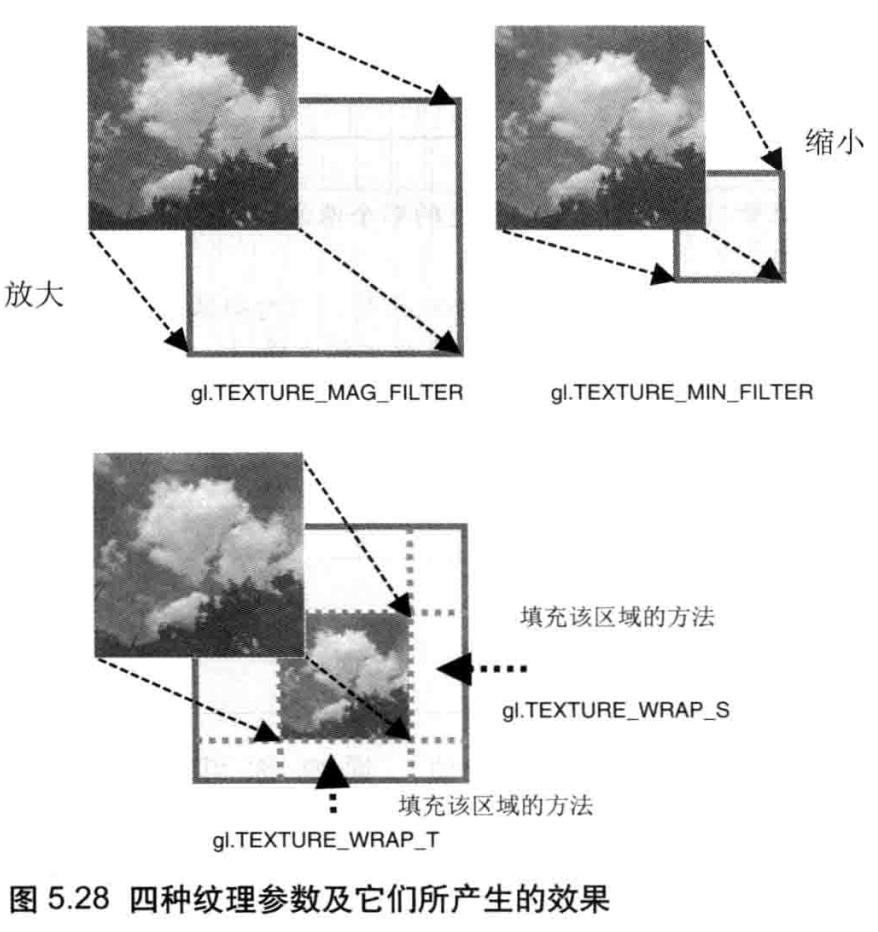 缩小
放大
gl.TEXTURE_MAG_FILTER
gl.TEXTURE_MIN_FILTER
填充该区域的方法
gl.TEXTURE_WRAP_S
填充该区域的方法
gl.TEXTURE_WRAP_T
图 5.28 四种纹理参数及它们所产生的效果